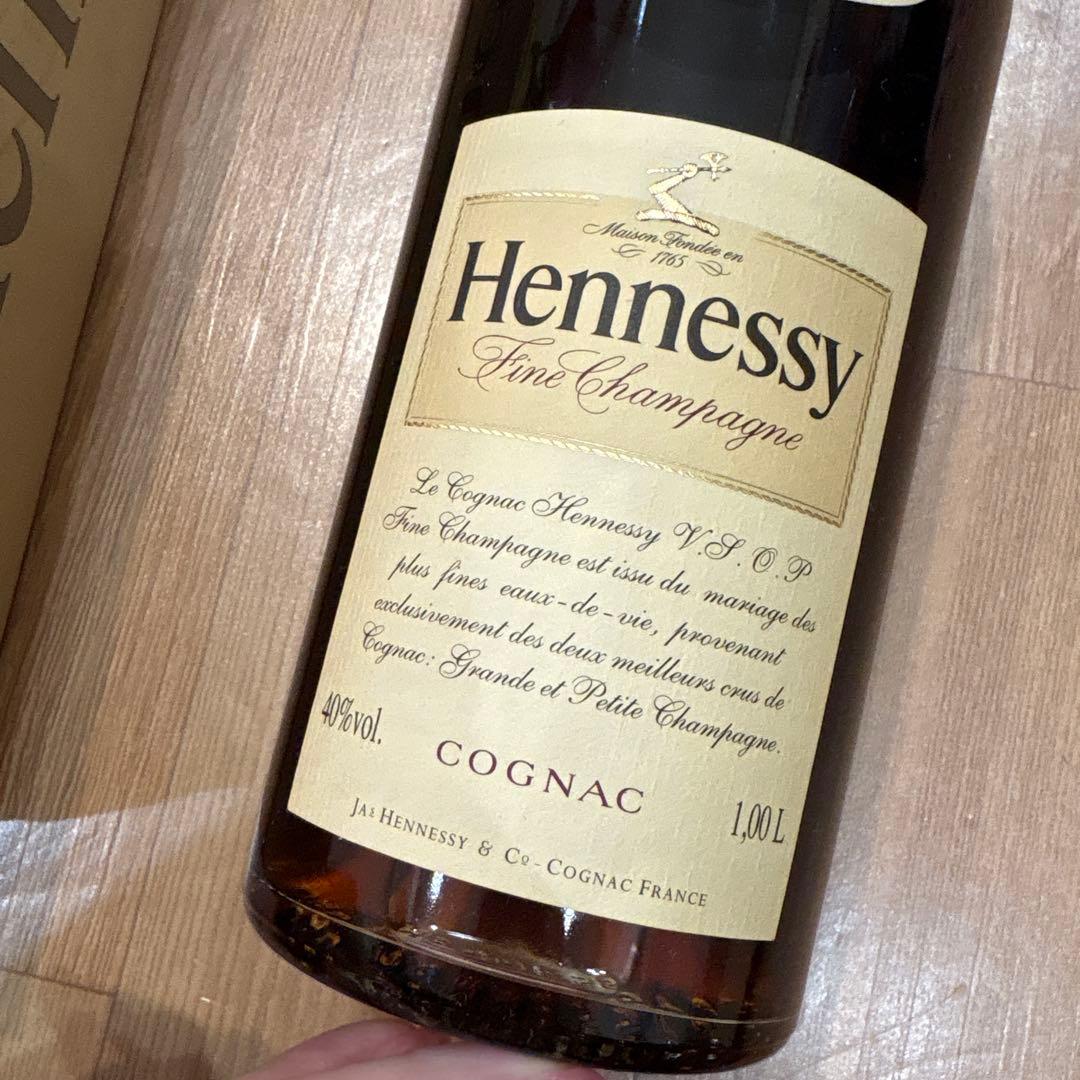 Maison Fondée en
1765
Hennessy
Fine Champagne
Le Cognac Hennessy V.S.O.P
Fine Champagne est issu du mariage des
plus fines eaux-de-vie, provenant
exclusivement des deux meilleurs crus de
Cognac: Grande et Petite Champagne.
40%vol.
COGNAC
1,00 L
JAS HENNESSY & Cº - COGNAC FRANCE